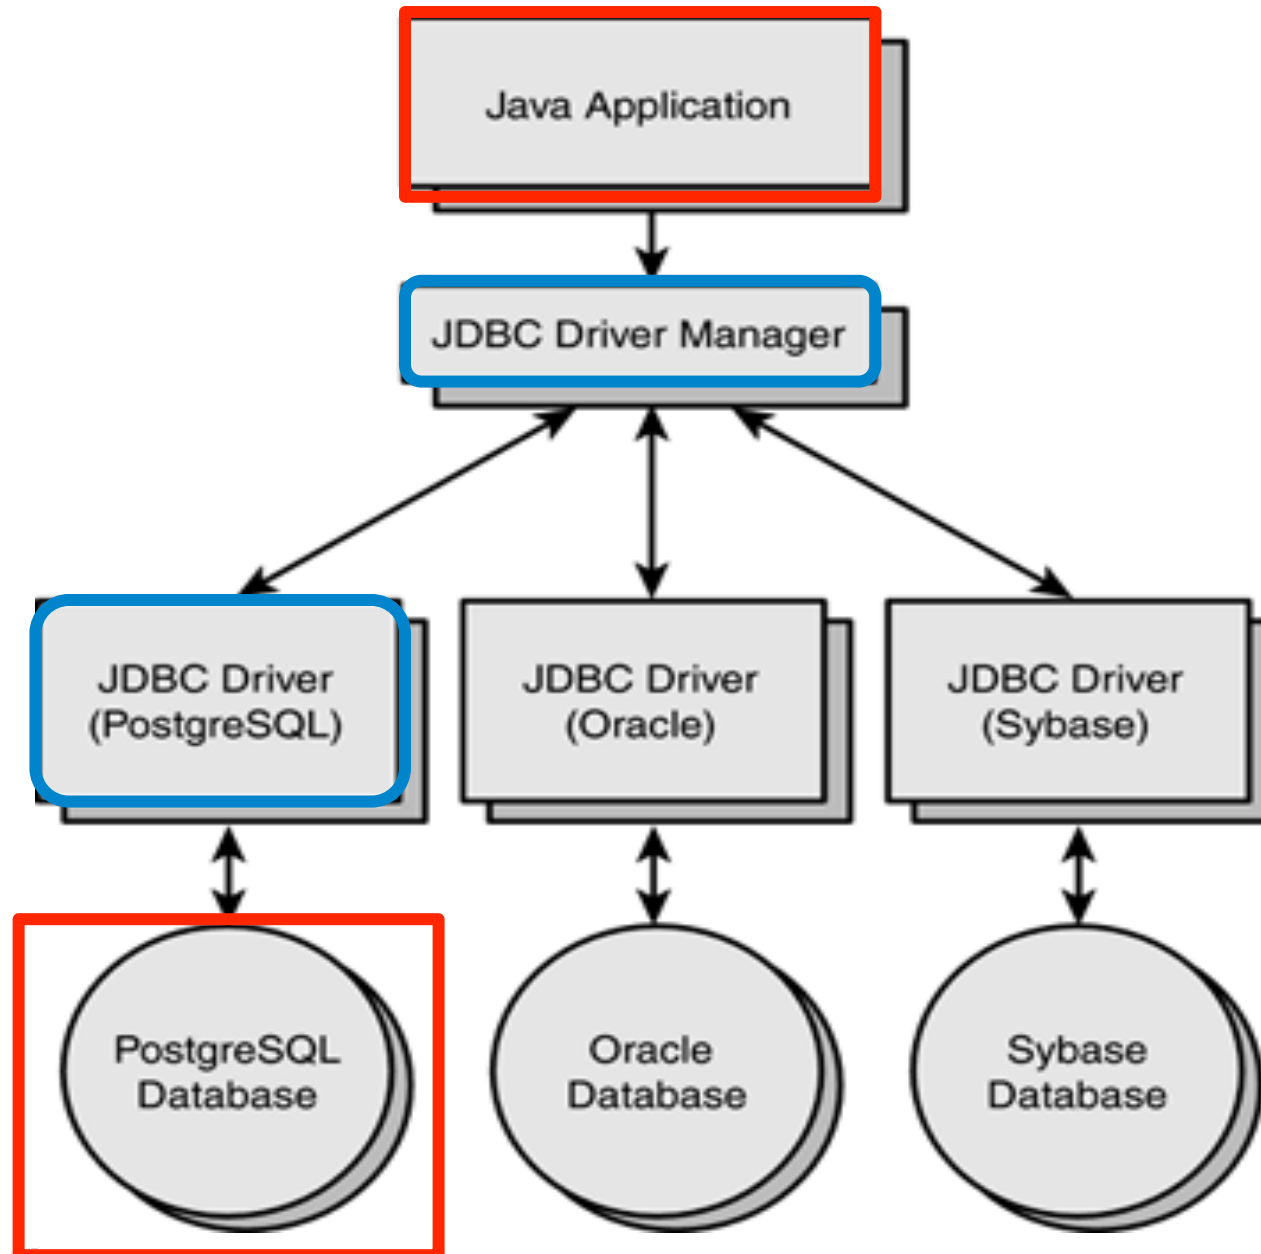 Java Application
JDBC Driver Manager
JDBC Driver
(PostgreSQL)
JDBC Driver
(Oracle)
JDBC Driver
(Sybase)
PostgreSQL
Database
Oracle
Database
Sybase
Database